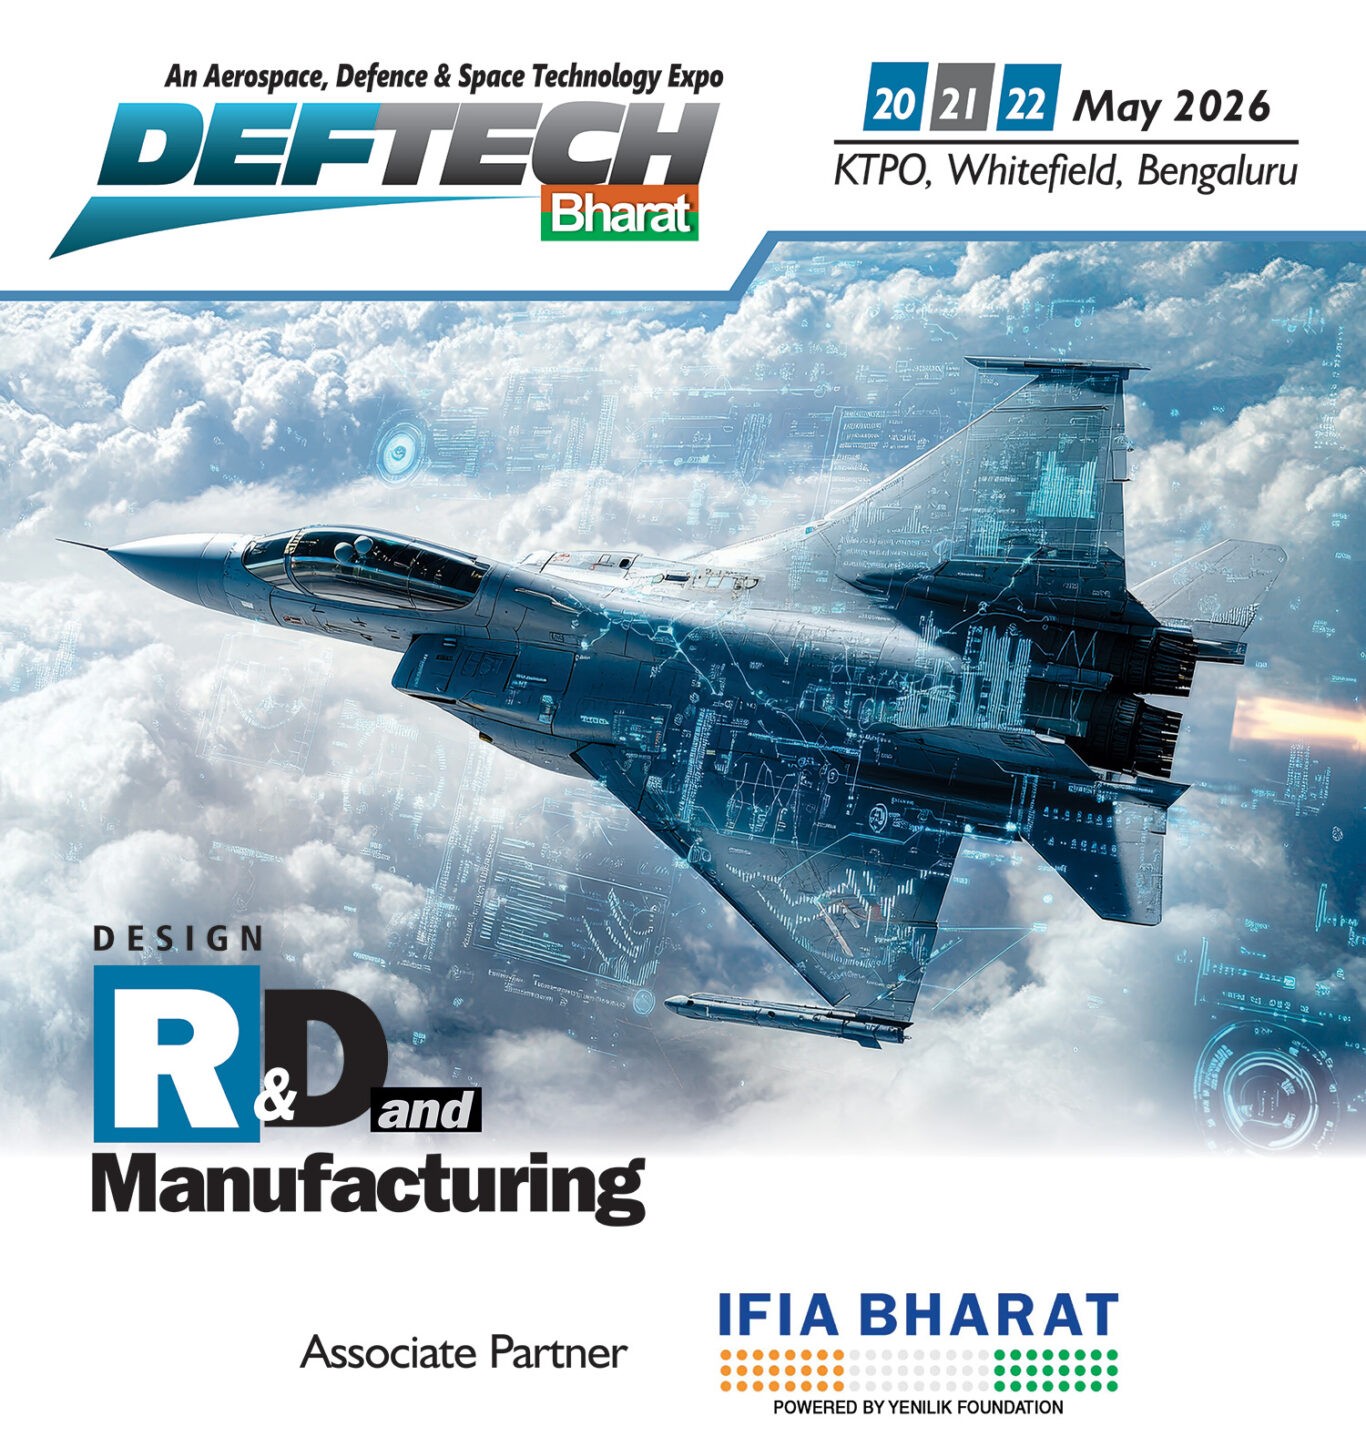 An Aerospace, Defence & Space Technology Expo
DEFTECH
Bharat
20 21 22 May 2026
KTPO, Whitefield, Bengaluru
DESIGN
R&D and
Manufacturing
Associate Partner
IFIA BHARAT
POWERED BY YENILIK FOUNDATION